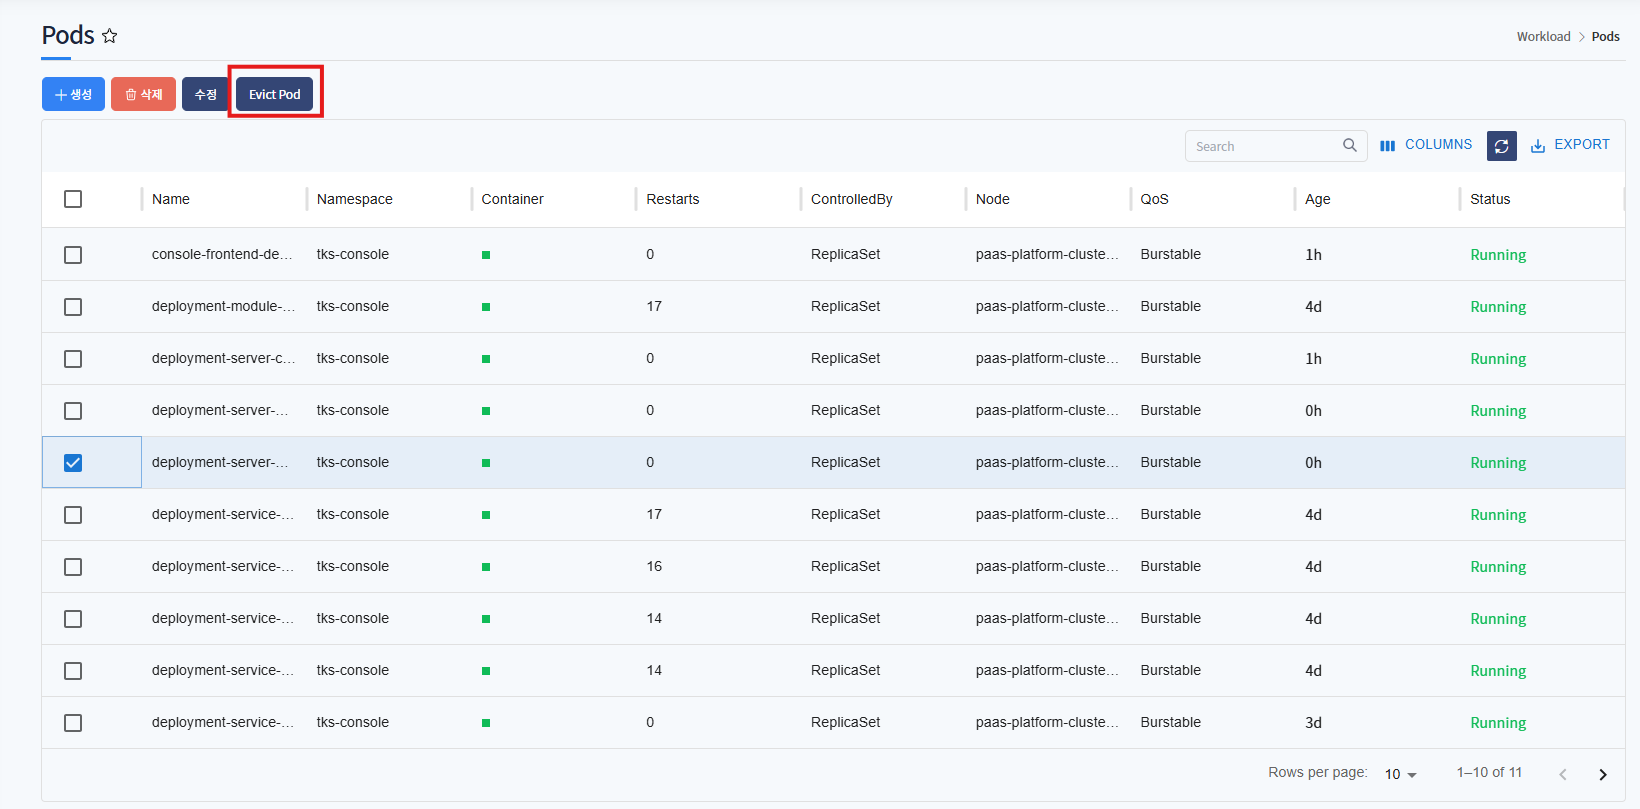 Pods
Workload > Pods
+ 생성 삭제 수정 Evict Pod
Search COLUMNS EXPORT
Name Namespace Container Restarts ControlledBy Node QoS Age Status
console-frontend-de... tks-console 0 ReplicaSet paas-platform-cluste... Burstable 1h Running
deployment-module-... tks-console 17 ReplicaSet paas-platform-cluste... Burstable 4d Running
deployment-server-c... tks-console 0 ReplicaSet paas-platform-cluste... Burstable 1h Running
deployment-server-... tks-console 0 ReplicaSet paas-platform-cluste... Burstable 0h Running
deployment-server-... tks-console 0 ReplicaSet paas-platform-cluste... Burstable 0h Running
deployment-service-... tks-console 17 ReplicaSet paas-platform-cluste... Burstable 4d Running
deployment-service-... tks-console 16 ReplicaSet paas-platform-cluste... Burstable 4d Running
deployment-service-... tks-console 14 ReplicaSet paas-platform-cluste... Burstable 4d Running
deployment-service-... tks-console 14 ReplicaSet paas-platform-cluste... Burstable 4d Running
deployment-service-... tks-console 0 ReplicaSet paas-platform-cluste... Burstable 3d Running
Rows per page: 10 1–10 of 11